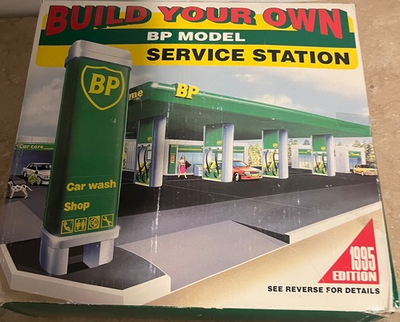 BUILD YOUR OWN
BP MODEL
SERVICE STATION
BP
BP
me
Car care
Car wash
Shop
1995
EDITION
SEE REVERSE FOR DETAILS